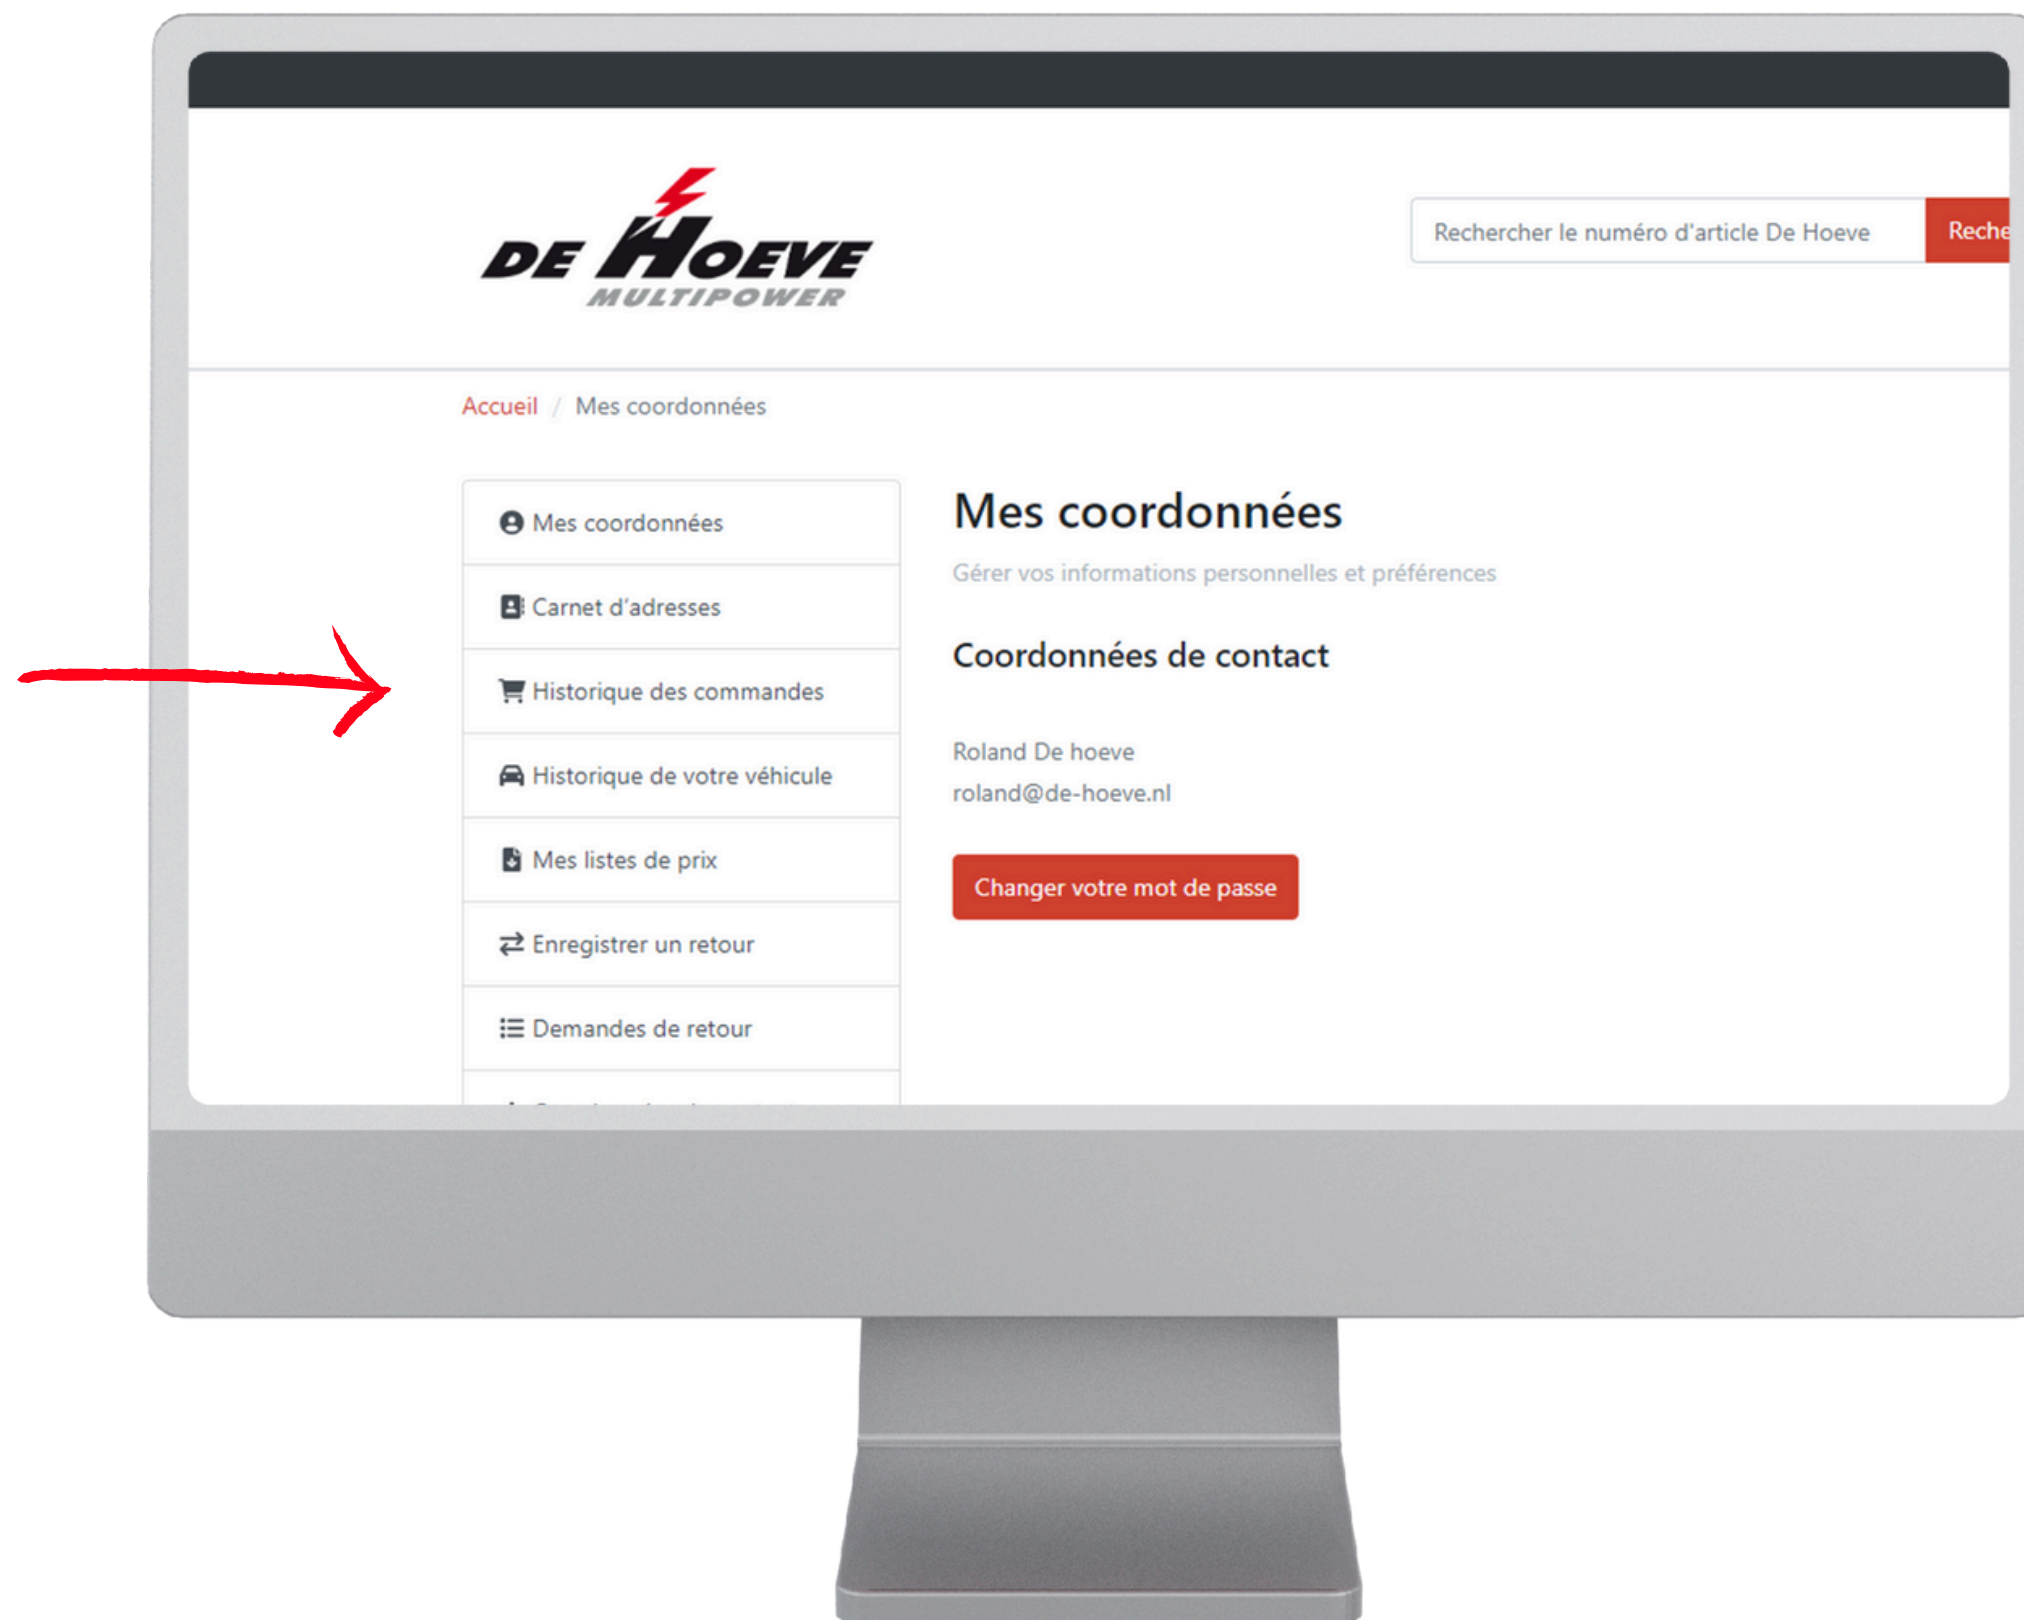 DE HOEVE
MULTIPOWER
Rechercher le numéro d'article De Hoeve
Accueil / Mes coordonnées
Mes coordonnées
Carnet d'adresses
Historique des commandes
Historique de votre véhicule
Mes listes de prix
Enregistrer un retour
Demandes de retour
Mes coordonnées
Gérer vos informations personnelles et préférences
Coordonnées de contact
Roland De hoeve
roland@de-hoeve.nl
Changer votre mot de passe